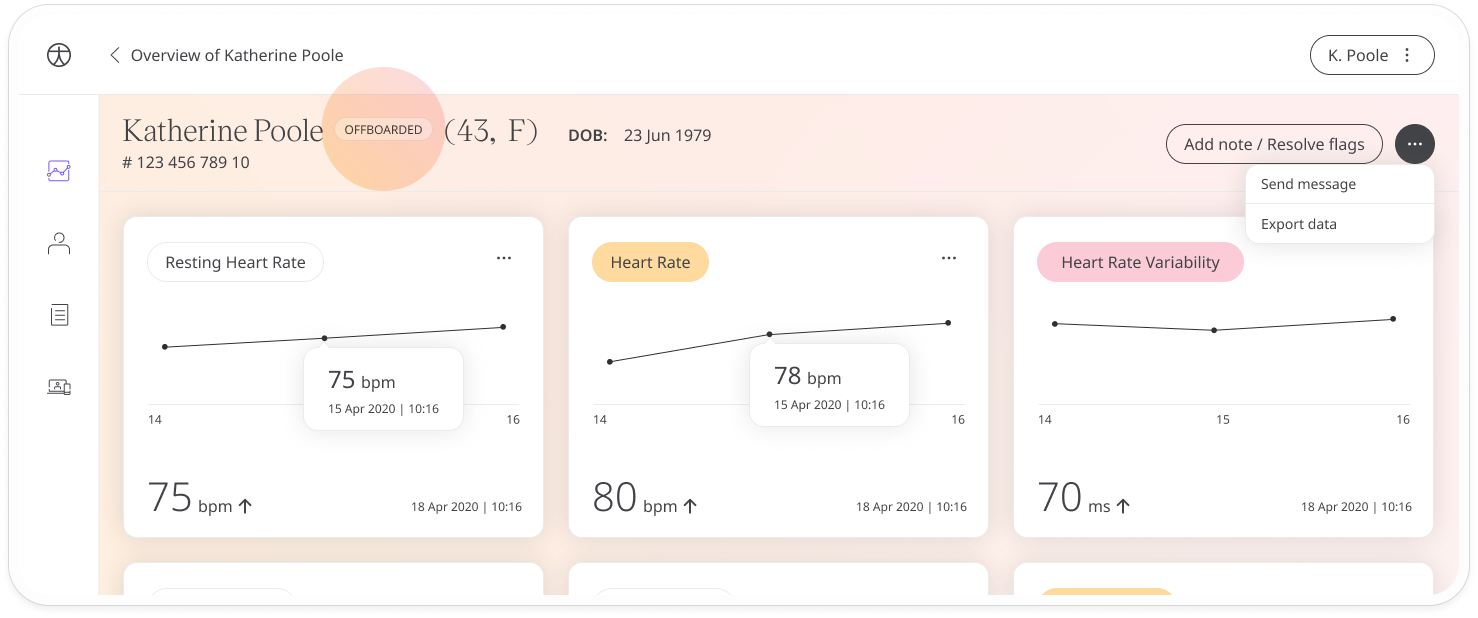 Overview of Katherine Poole
K. Poole
Katherine Poole OFFBOARDED (43, F) DOB: 23 Jun 1979
# 123 456 789 10
Add note / Resolve flags
Send message
Export data
Resting Heart Rate
75 bpm
15 Apr 2020 | 10:16
14 16
75 bpm 18 Apr 2020 | 10:16
Heart Rate
78 bpm
15 Apr 2020 | 10:16
14 16
80 bpm 18 Apr 2020 | 10:16
Heart Rate Variability
14 15 16
70 ms 18 Apr 2020 | 10:16